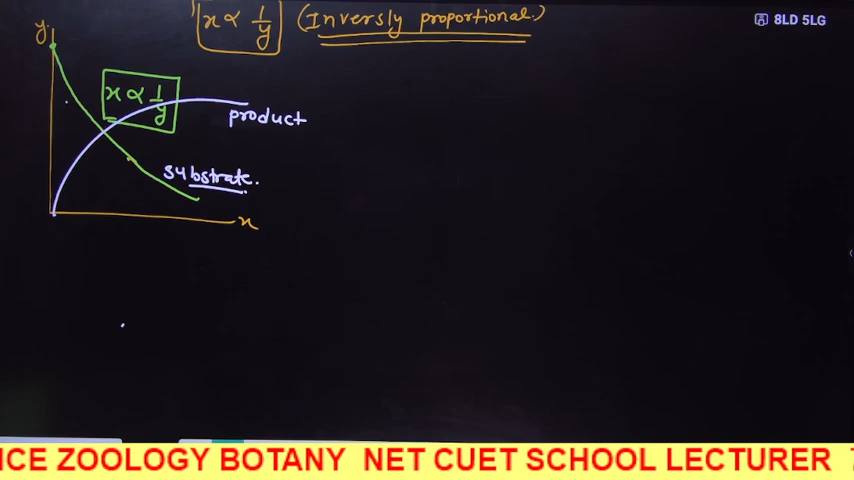 x ∝ 1/y (Inversly proportional.)
8LD 5LG
y
x ∝ 1/y
product
substrate.
x
ICE ZOOLOGY BOTANY NET CUET SCHOOL LECTURER